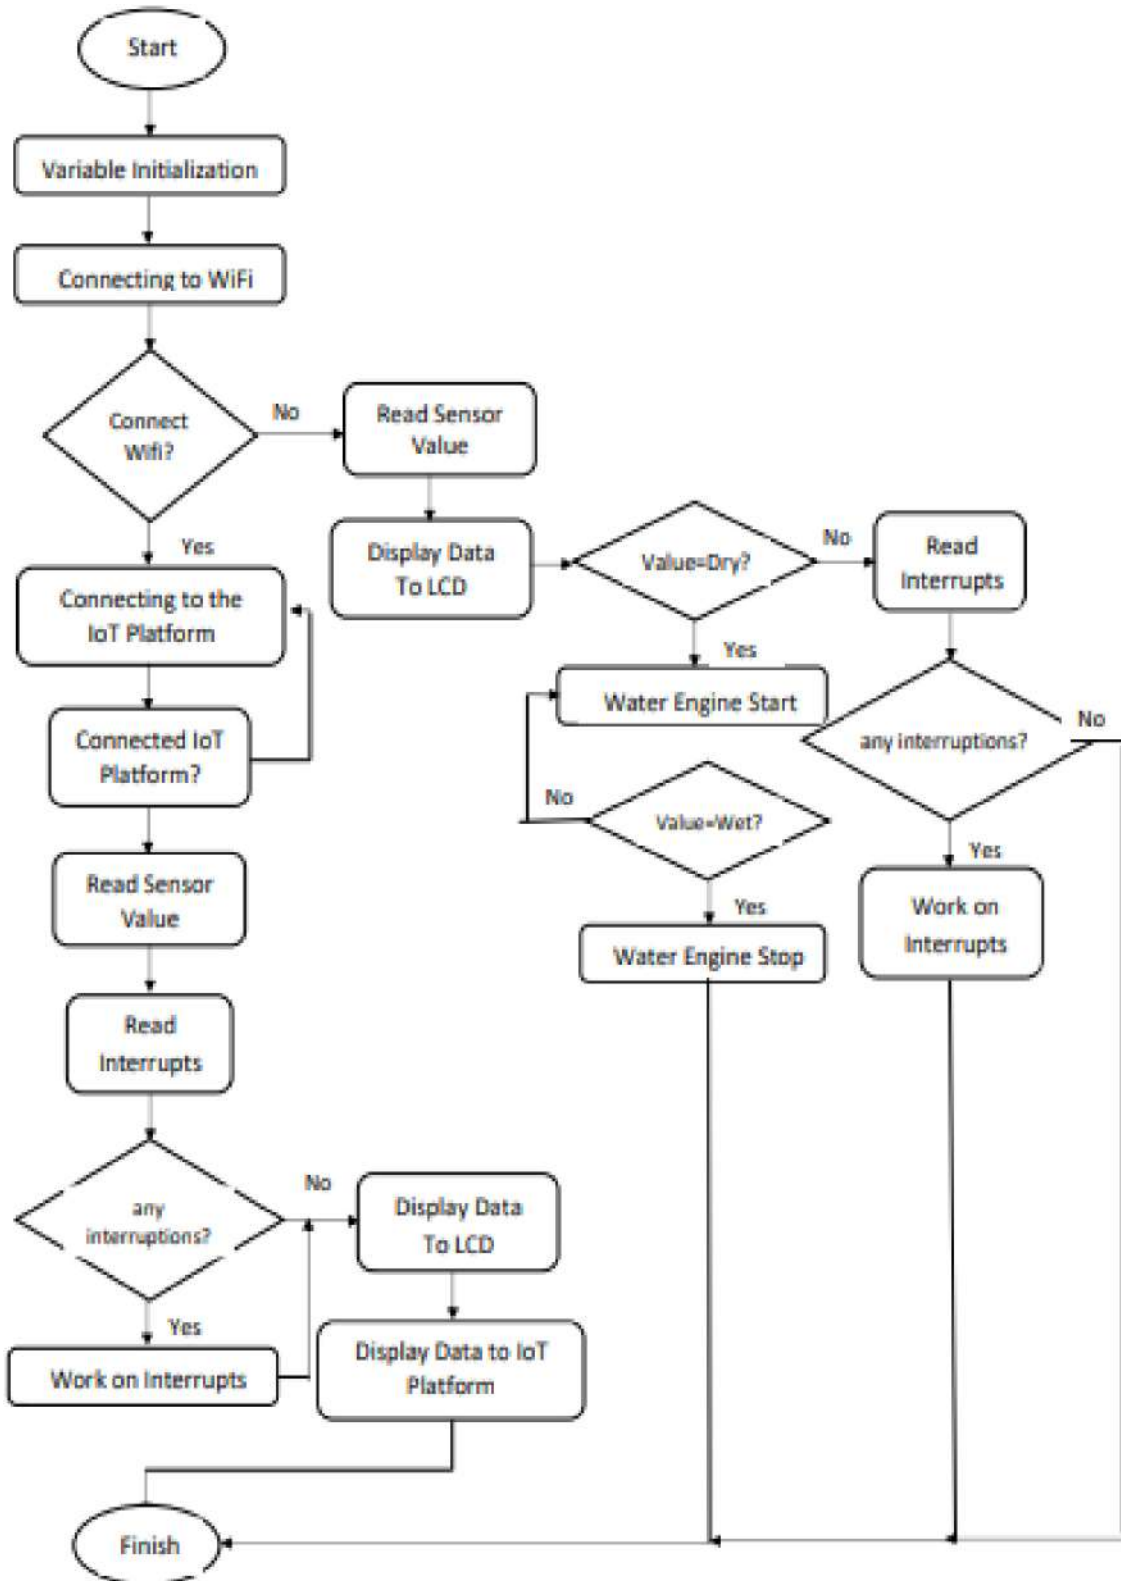 Start
Variable Initialization
Connecting to WiFi
Connect
Wifi?
No
Read Sensor
Value
Display Data
To LCD
Value=Dry?
No
Read
Interrupts
Yes
Connecting to the
IoT Platform
Yes
Water Engine Start
any interruptions?
No
Connected IoT
Platform?
No
Value=Wet?
Yes
Read Sensor
Value
Yes
Work on
Interrupts
Water Engine Stop
Read
Interrupts
any
interruptions?
No
Display Data
To LCD
Yes
Work on Interrupts
Display Data to IoT
Platform
Finish